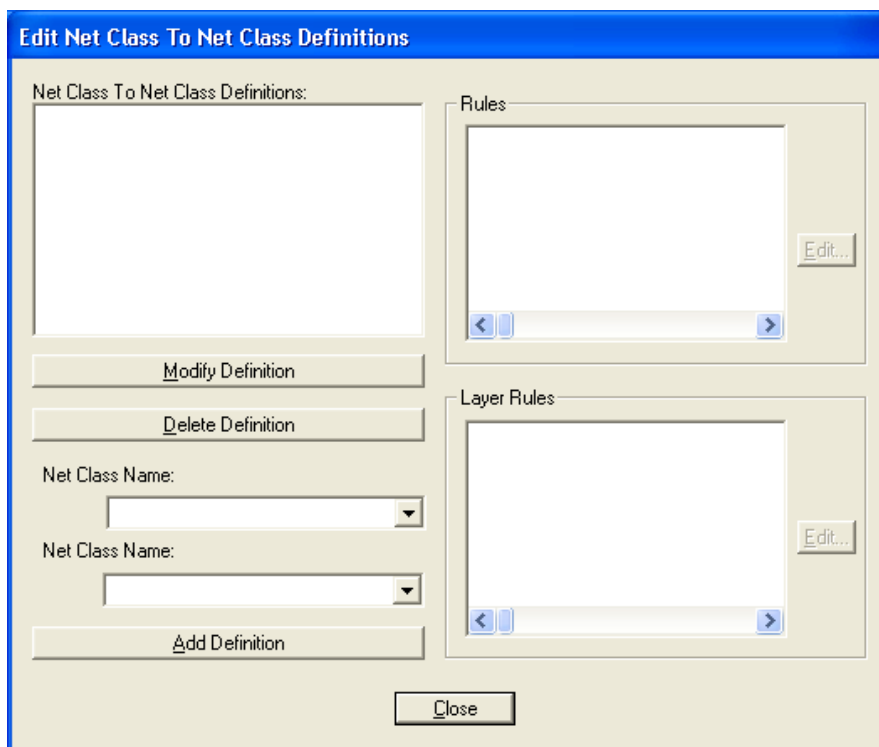 Edit Net Class To Net Class Definitions
Net Class To Net Class Definitions:
Modify Definition
Delete Definition
Net Class Name:
Net Class Name:
Add Definition
Rules
Edit...
Layer Rules
Edit...
Close